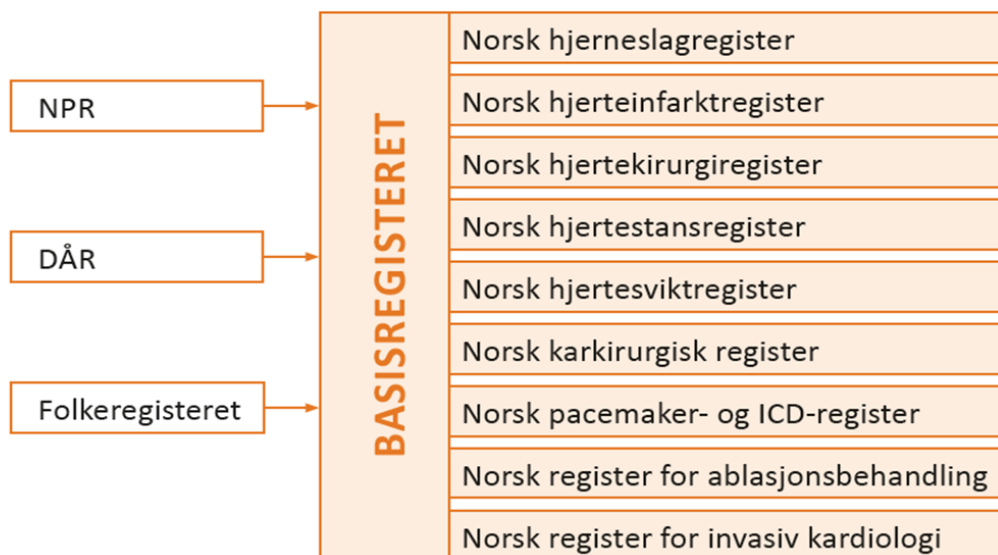 NPR
DÅR
Folkeregisteret
BASISREGISTERET
Norsk hjerneslagregister
Norsk hjerteinfarktregister
Norsk hjertekirurgiregister
Norsk hjertestansregister
Norsk hjertesviktregister
Norsk karkirurgisk register
Norsk pacemaker- og ICD-register
Norsk register for ablasjonsbehandling
Norsk register for invasiv kardiologi